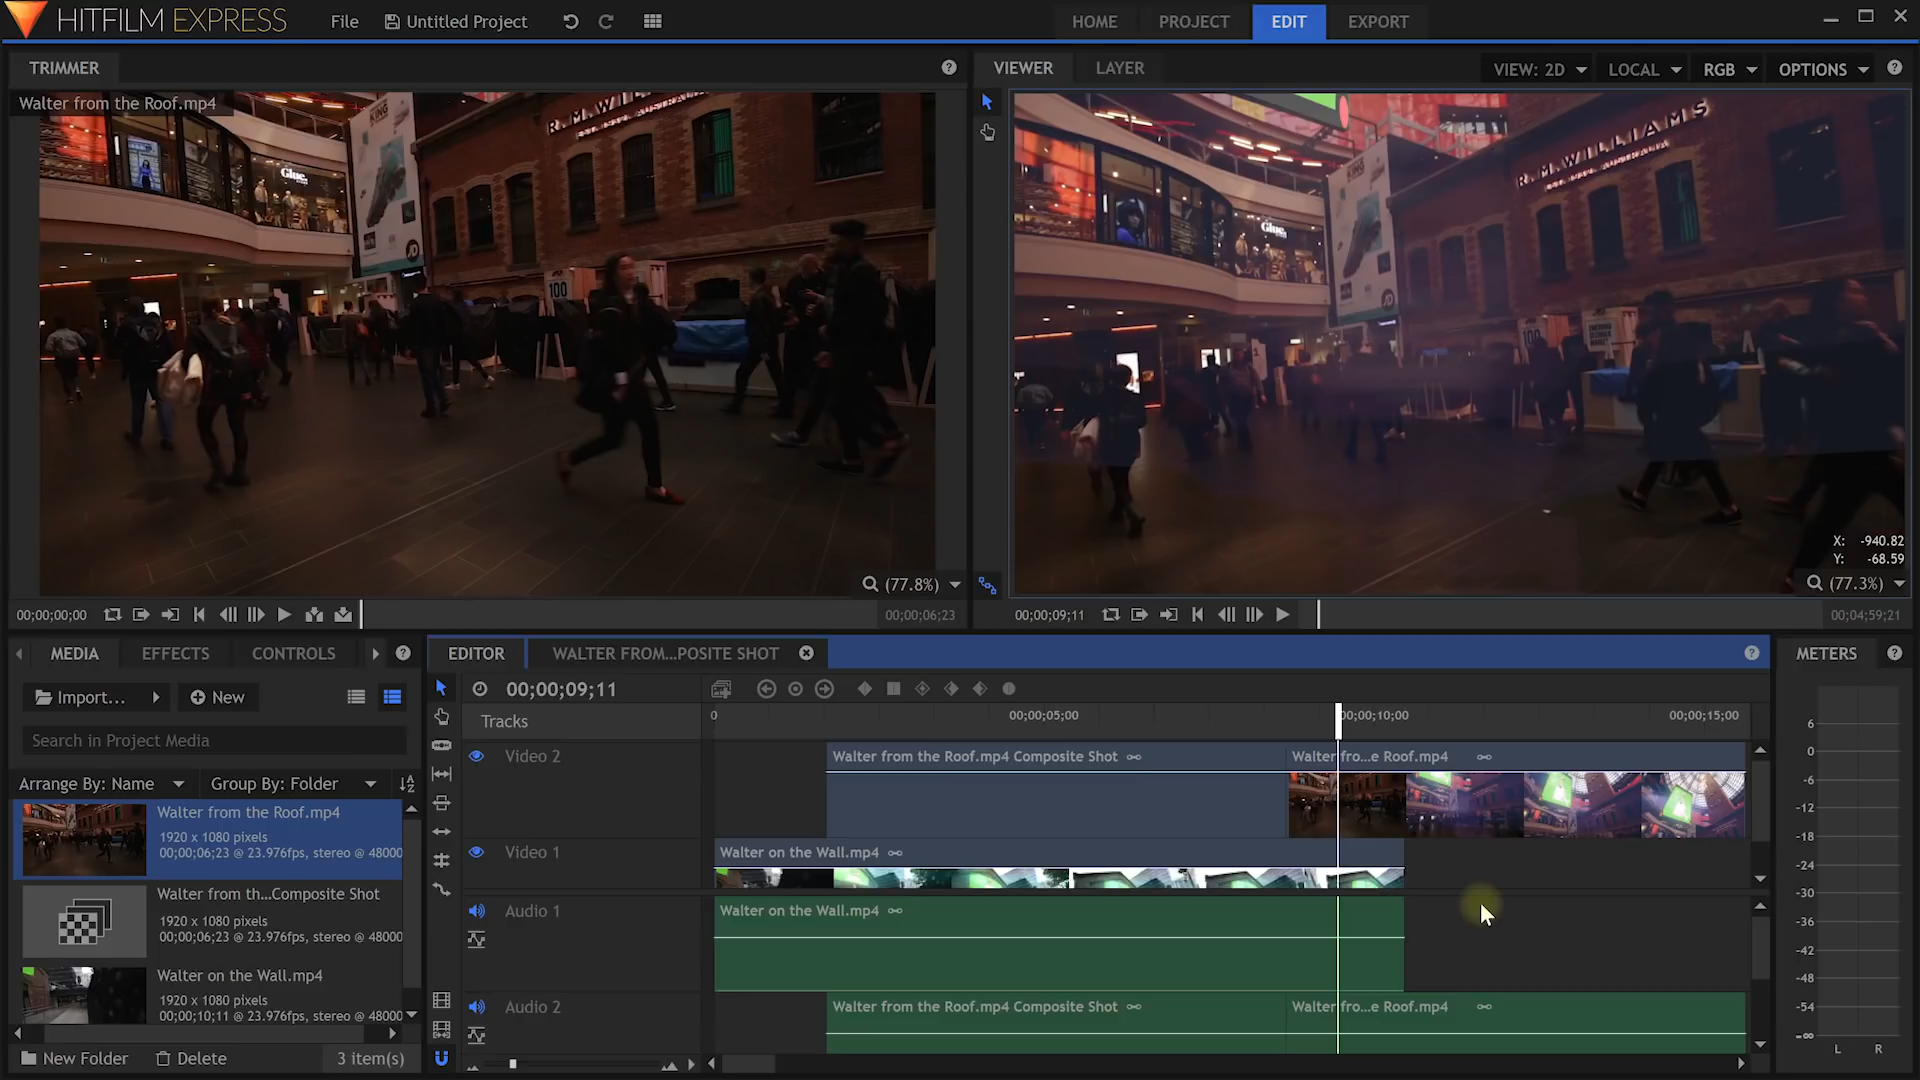 HITFILM EXPRESS
File
Untitled Project
HOME
PROJECT
EDIT
EXPORT
TRIMMER
VIEWER
LAYER
VIEW: 2D
LOCAL
RGB
OPTIONS
Walter from the Roof.mp4
R.M.WILLIAMS
Glue
KING
100
JD
R.M.WILLIAMS
AUSTRALIA
Glue
100
X: -940.82
Y: -68.59
(77.8%)
(77.3%)
00;00;00;00
00;00;06;23
00;00;09;11
00;04;59;21
MEDIA
EFFECTS
CONTROLS
Import...
New
Search in Project Media
Arrange By: Name
Group By: Folder
Walter from the Roof.mp4
1920 x 1080 pixels
00;00;06;23 @ 23.976fps, stereo @ 48000
Walter from th...Composite Shot
1920 x 1080 pixels
00;00;06;23 @ 23.976fps, stereo @ 48000
Walter on the Wall.mp4
1920 x 1080 pixels
00;00;10;11 @ 23.976fps, stereo @ 48000
New Folder
Delete
3 item(s)
EDITOR
WALTER FROM...POSITE SHOT
00;00;09;11
Tracks
0
00;00;05;00
00;00;10;00
00;00;15;00
Video 2
Walter from the Roof.mp4 Composite Shot
Walter fro...e Roof.mp4
Video 1
Walter on the Wall.mp4
Audio 1
Walter on the Wall.mp4
Audio 2
Walter from the Roof.mp4 Composite Shot
Walter fro...e Roof.mp4
METERS
6
0
-6
-12
-18
-24
-30
-36
-42
-48
-54
-∞
L
R